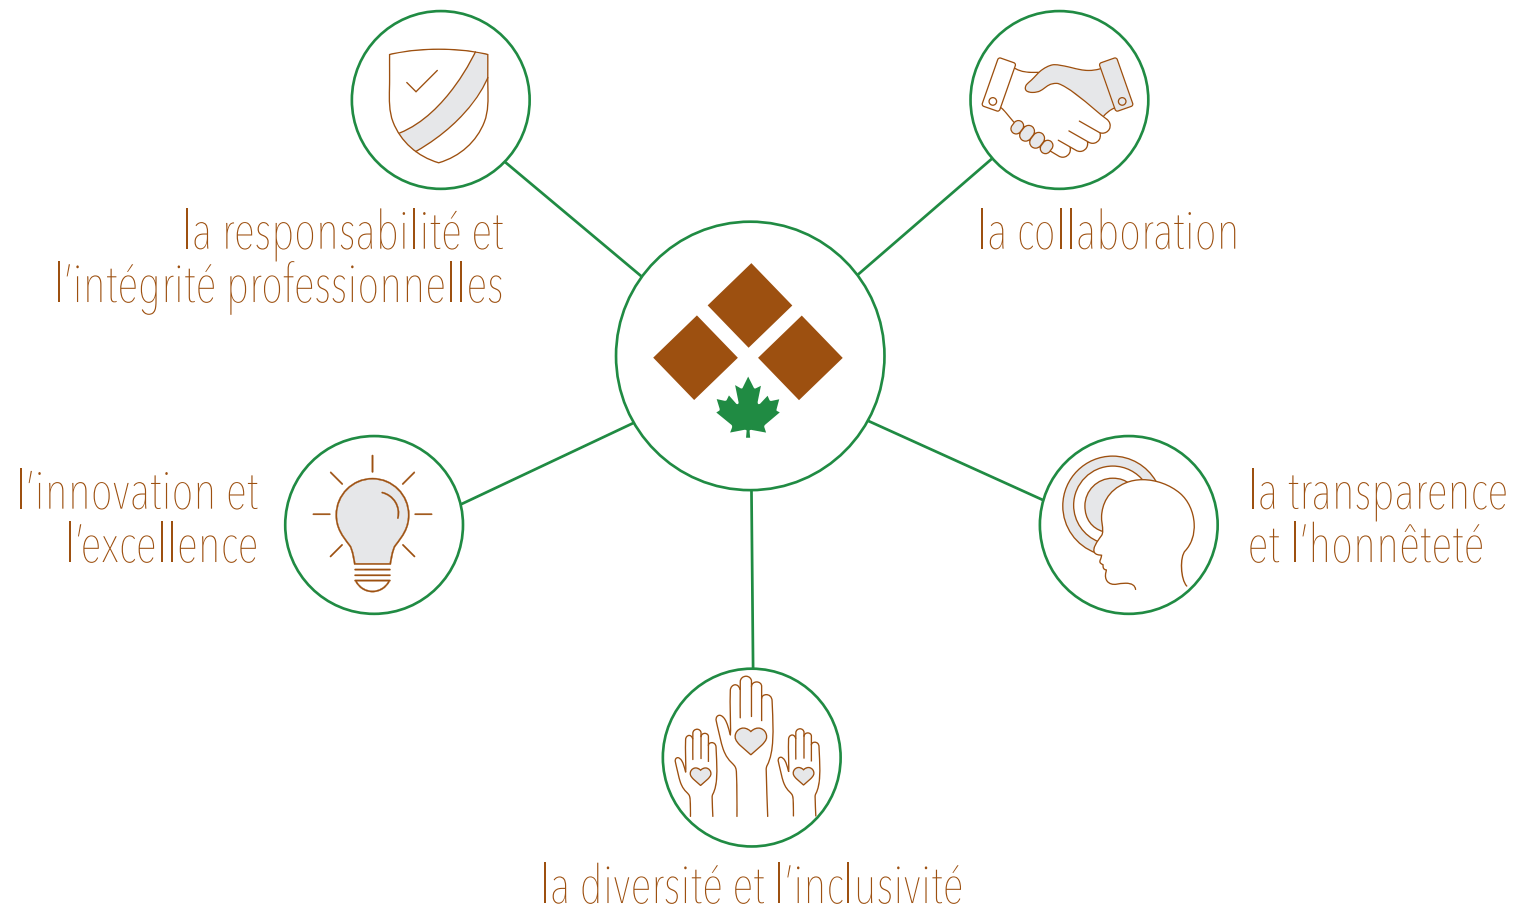 la responsabilité et
l'intégrité professionnelles
la collaboration
l'innovation et
l'excellence
la transparence
et l'honnêteté
la diversité et l'inclusivité